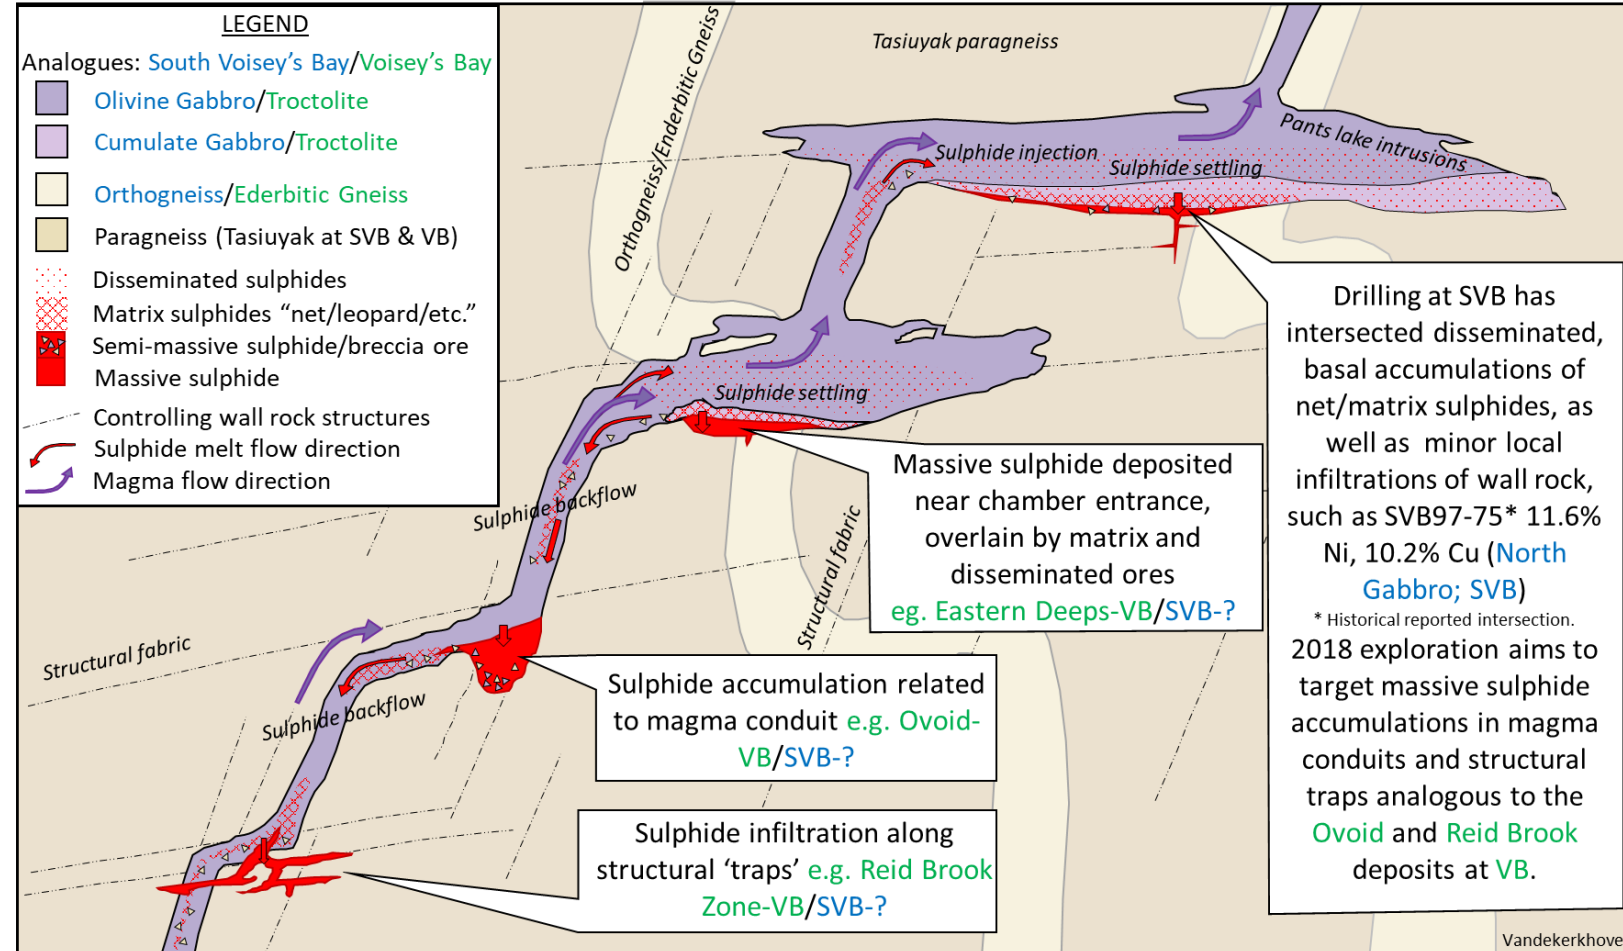 LEGEND
Analogues: South Voisey's Bay/Voisey's Bay
Olivine Gabbro/Troctolite
Cumulate Gabbro/Troctolite
Orthogneiss/Ederbitic Gneiss
Paragneiss (Tasiuyak at SVB & VB)
Disseminated sulphides
Matrix sulphides “net/leopard/etc.”
Semi-massive sulphide/breccia ore
Massive sulphide
Controlling wall rock structures
Sulphide melt flow direction
Magma flow direction
Orthogneiss/Enderbitic Gneiss
Tasiuyak paragneiss
Pants lake intrusions
Sulphide injection
Sulphide settling
Sulphide settling
Sulphide backflow
Structural fabric
Structural fabric
Sulphide backflow
Drilling at SVB has
intersected disseminated,
basal accumulations of
net/matrix sulphides, as
well as minor local
infiltrations of wall rock,
such as SVB97-75* 11.6%
Ni, 10.2% Cu (North
Gabbro; SVB)
* Historical reported intersection.
2018 exploration aims to
target massive sulphide
accumulations in magma
conduits and structural
traps analogous to the
Ovoid and Reid Brook
deposits at VB.
Massive sulphide deposited
near chamber entrance,
overlain by matrix and
disseminated ores
eg. Eastern Deeps-VB/SVB-?
Sulphide accumulation related
to magma conduit e.g. Ovoid-
VB/SVB-?
Sulphide infiltration along
structural ‘traps’ e.g. Reid Brook
Zone-VB/SVB-?
Vandekerkhove